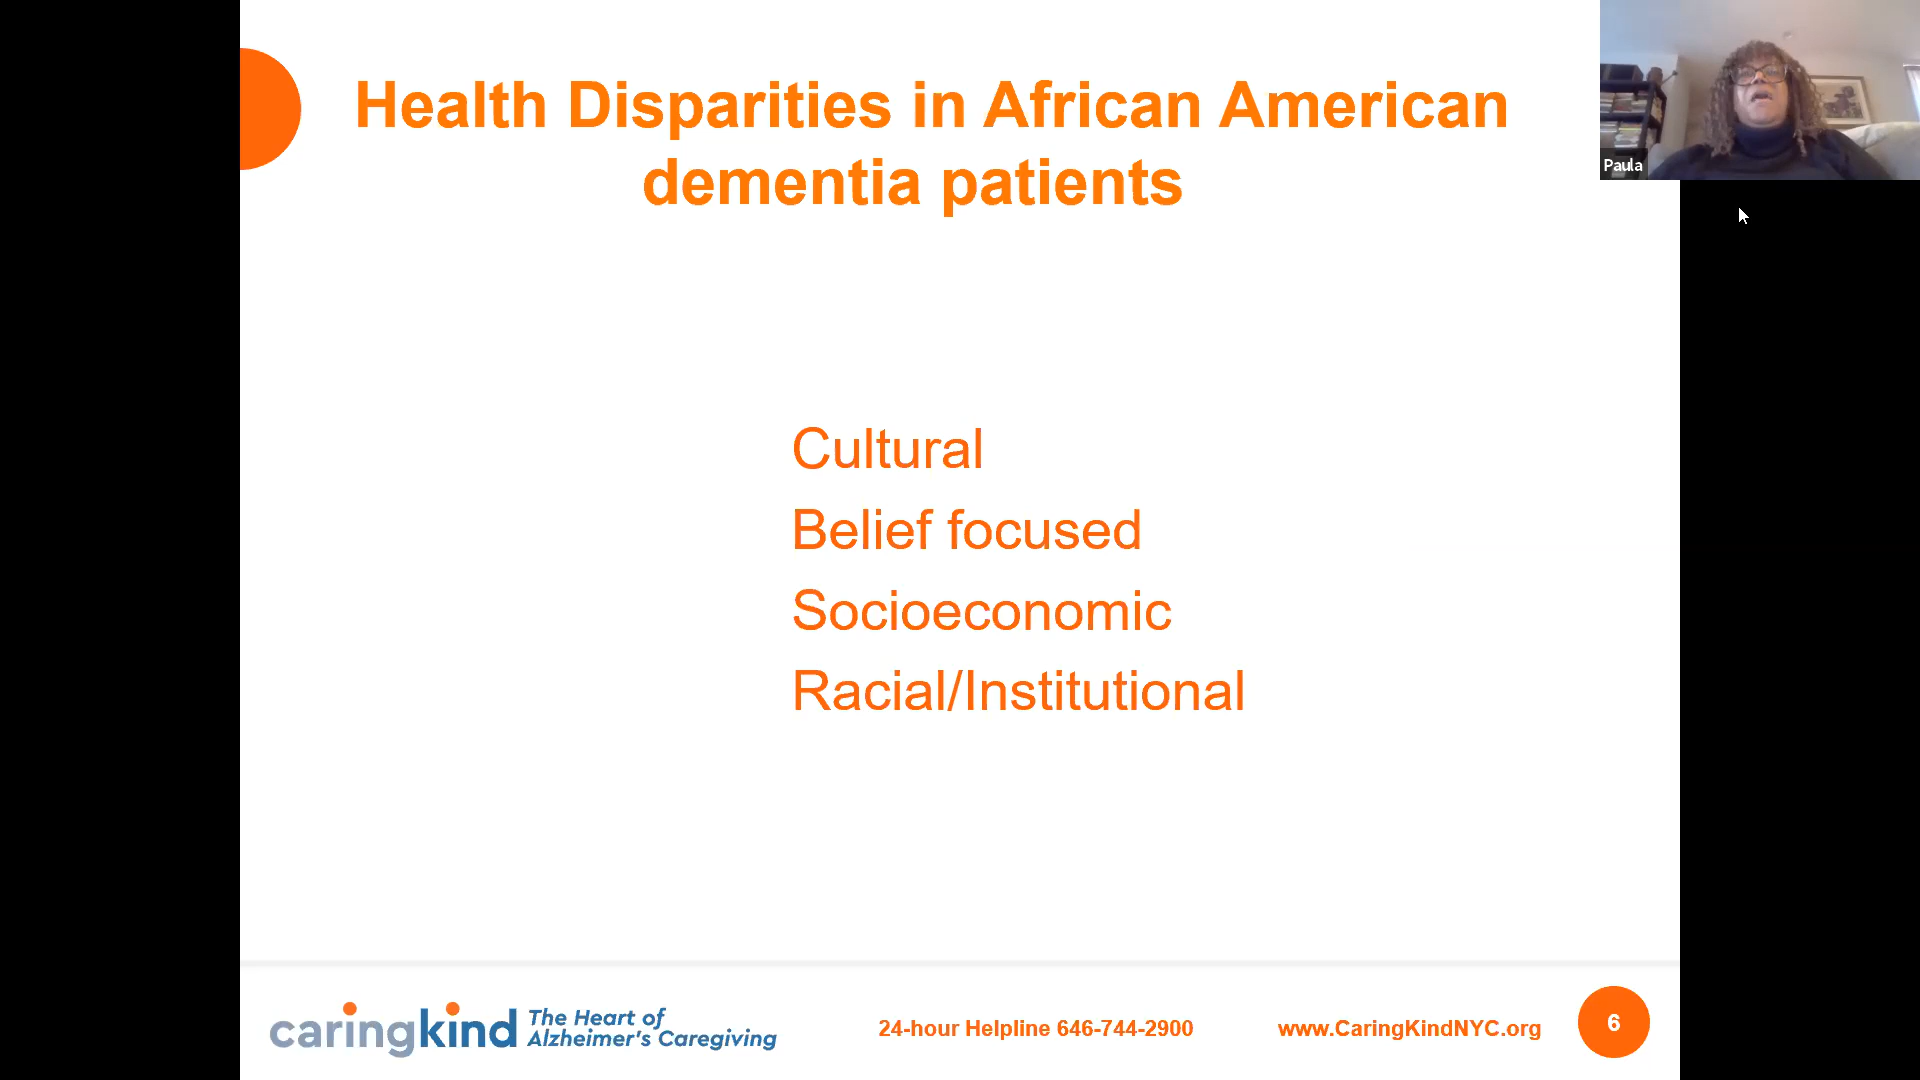 Health Disparities in African American
dementia patients
Paula
Cultural
Belief focused
Socioeconomic
Racial/Institutional
caringkind The Heart of
Alzheimer's Caregiving
24-hour Helpline 646-744-2900
www.CaringKindNYC.org
6